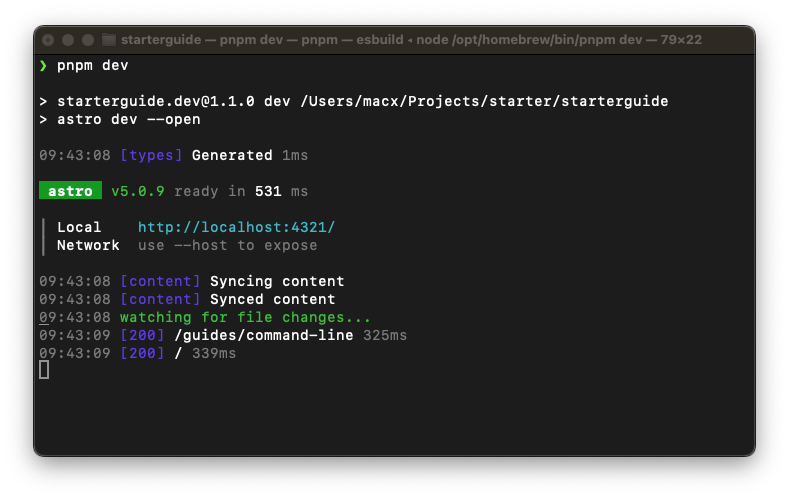 starterguide — pnpm dev — pnpm — esbuild ◂ node /opt/homebrew/bin/pnpm dev — 79×22
❯ pnpm dev
> starterguide.dev@1.1.0 dev /Users/macx/Projects/starter/starterguide
> astro dev --open
09:43:08 [types] Generated 1ms
astro v5.0.9 ready in 531 ms
┃ Local http://localhost:4321/
┃ Network use --host to expose
09:43:08 [content] Syncing content
09:43:08 [content] Synced content
09:43:08 watching for file changes...
09:43:09 [200] /guides/command-line 325ms
09:43:09 [200] / 339ms